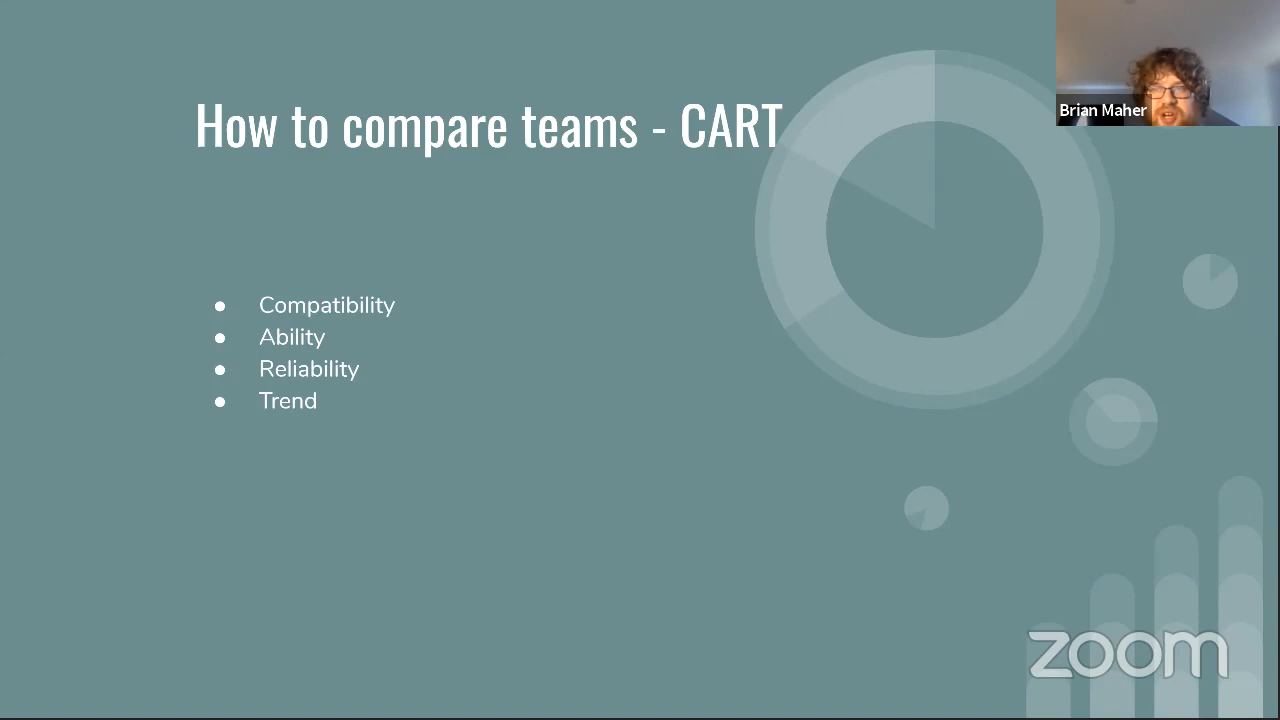 How to compare teams - CART
Brian Maher
● Compatibility
● Ability
● Reliability
● Trend
zoom